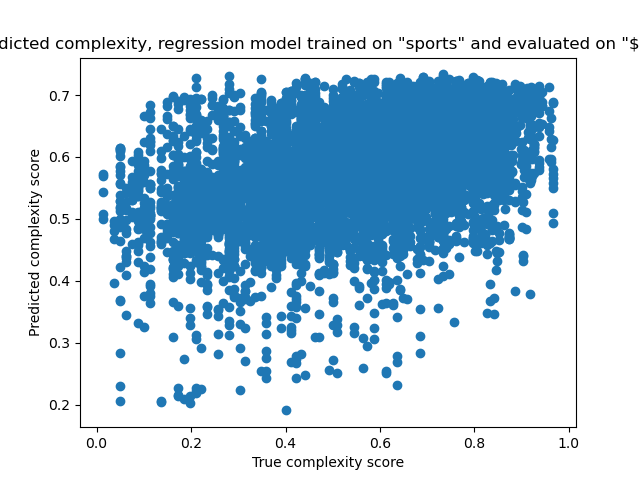 dicted complexity, regression model trained on "sports" and evaluated on "$
0.7
0.6
0.5
0.4
0.3
0.2
Predicted complexity score
0.0 0.2 0.4 0.6 0.8 1.0
True complexity score